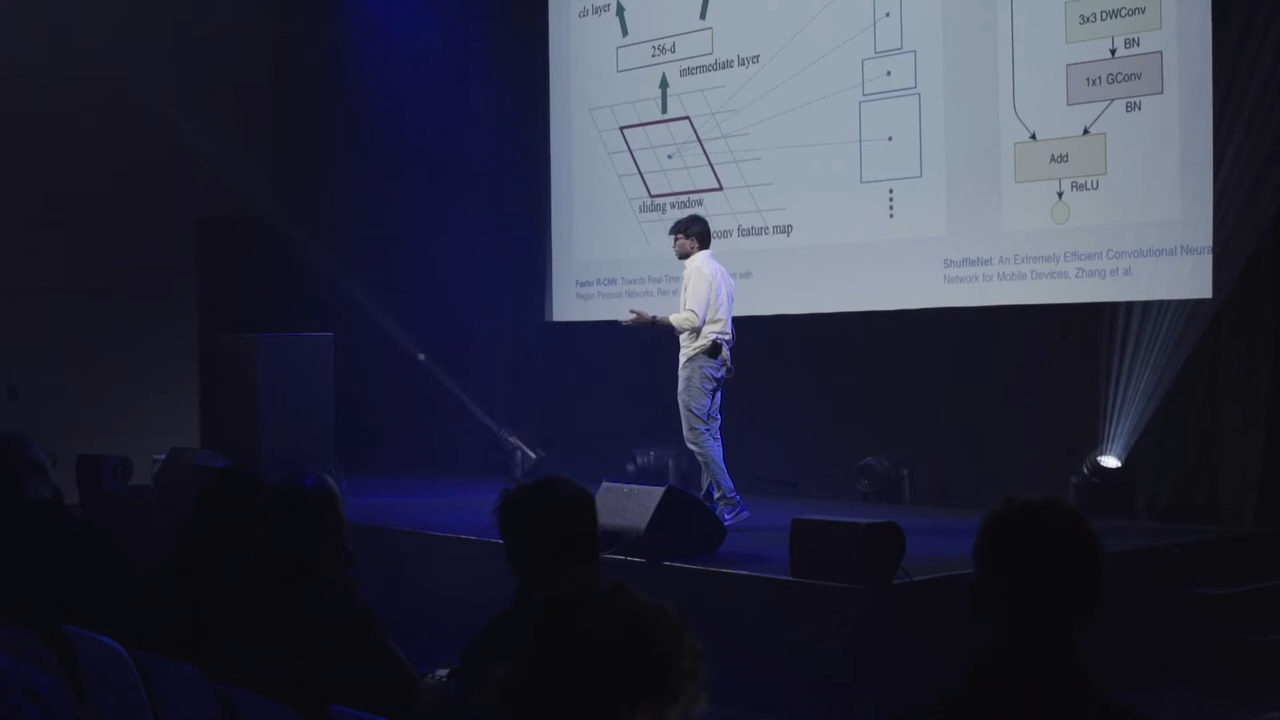 cls layer
256-d
intermediate layer
sliding window
conv feature map
Faster R-CNN: Towards Real-Time with
Region Proposal Networks, Ren et
3x3 DWConv
BN
1x1 GConv
BN
Add
ReLU
ShuffleNet: An Extremely Efficient Convolutional Neura
Network for Mobile Devices, Zhang et al.